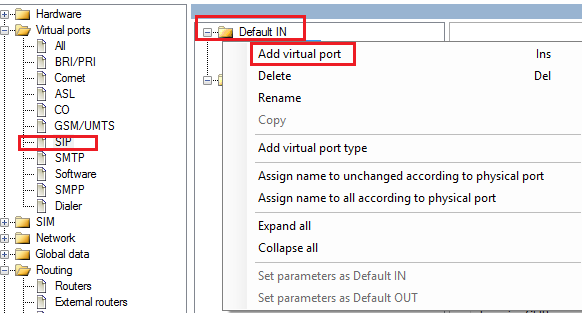 Hardware
Virtual ports
All
BRI/PRI
Cornet
ASL
CO
GSM/UMTS
SIP
SMTP
Software
SMPP
Dialer
SIM
Network
Global data
Routing
Routers
External routers
Default IN
Add virtual port Ins
Delete Del
Rename
Copy
Add virtual port type
Assign name to unchanged according to physical port
Assign name to all according to physical port
Expand all
Collapse all
Set parameters as Default IN
Set parameters as Default OUT